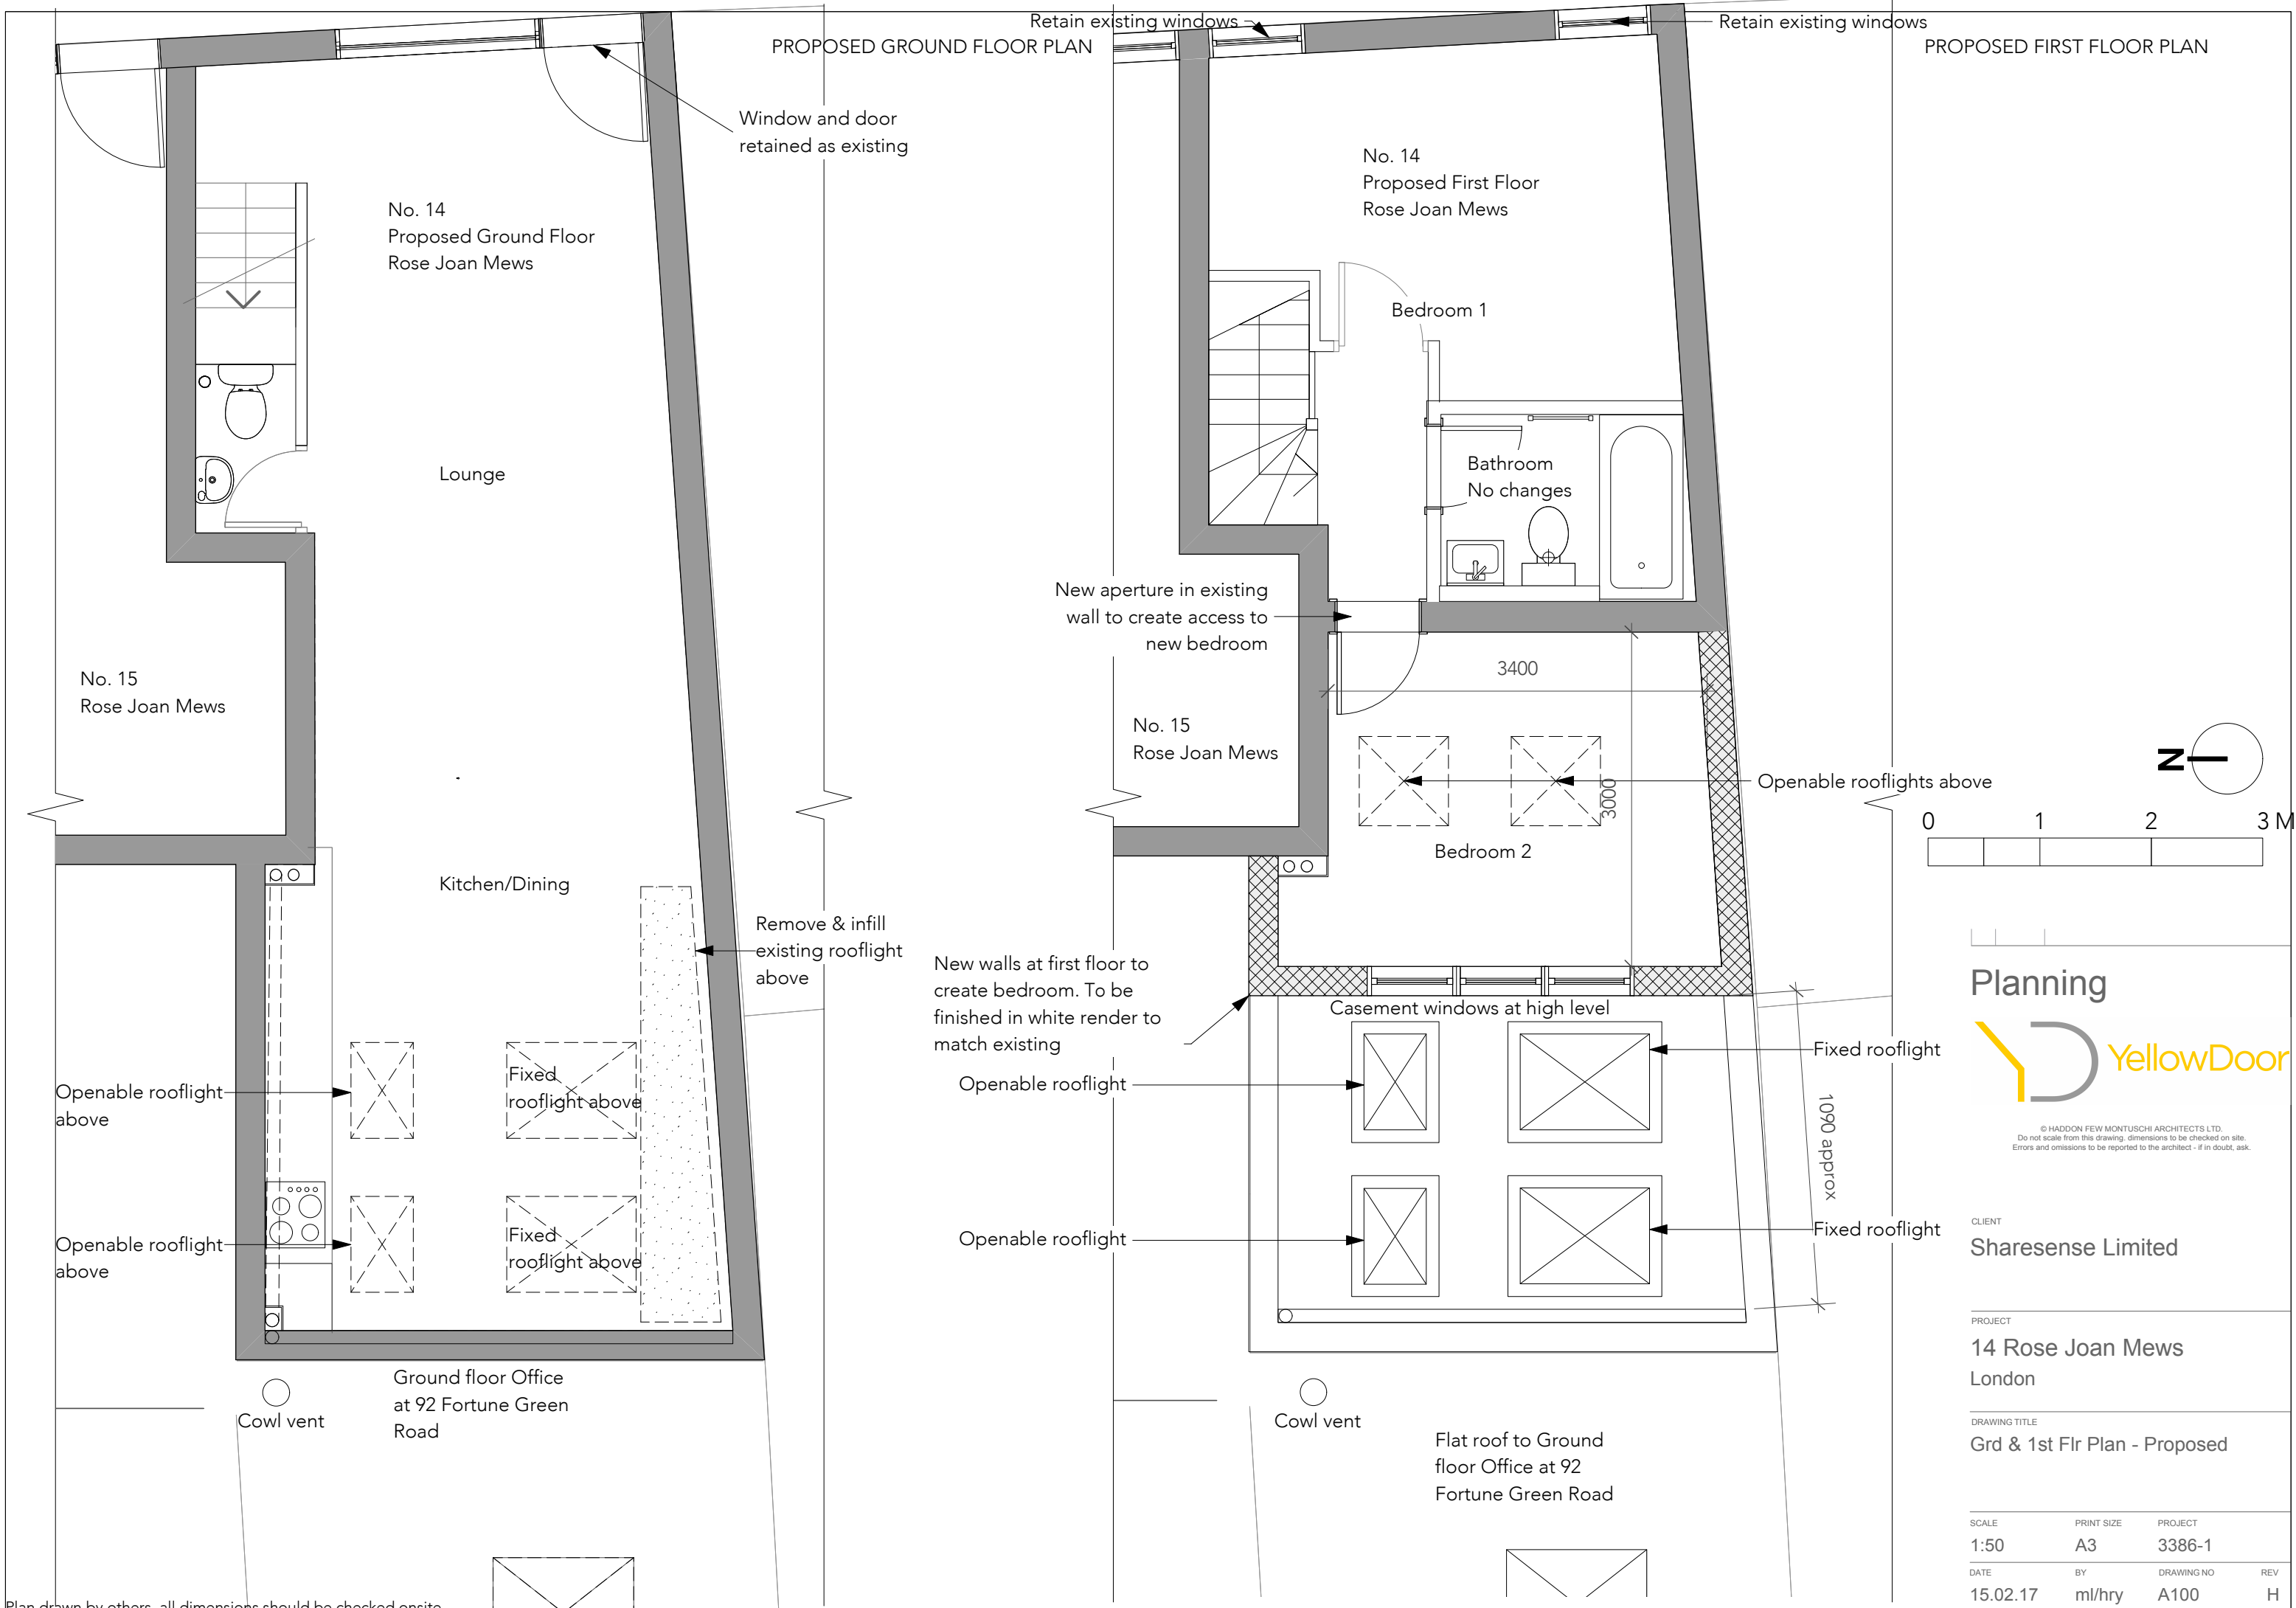 PROPOSED GROUND FLOOR PLAN
Window and door
retained as existing
No. 14
Proposed Ground Floor
Rose Joan Mews
Lounge
No. 15
Rose Joan Mews
Kitchen/Dining
Remove & infill
existing rooflight
above
Openable rooflight
above
Fixed
rooflight above
Openable rooflight
above
Fixed
rooflight above
Ground floor Office
at 92 Fortune Green
Road
Cowl vent
Plan drawn by others, all dimensions should be checked onsite
Retain existing windows
Retain existing windows
PROPOSED FIRST FLOOR PLAN
No. 14
Proposed First Floor
Rose Joan Mews
Bedroom 1
Bathroom
No changes
New aperture in existing
wall to create access to
new bedroom
3400
No. 15
Rose Joan Mews
Openable rooflights above
3000
Bedroom 2
New walls at first floor to
create bedroom. To be
finished in white render to
match existing
Casement windows at high level
Openable rooflight
Fixed rooflight
1090 approx
Openable rooflight
Fixed rooflight
Cowl vent
Flat roof to Ground
floor Office at 92
Fortune Green Road
N
0 1 2 3 M
Planning
YD YellowDoor
© HADDON FEW MONTUSCHI ARCHITECTS LTD.
Do not scale from this drawing. dimensions to be checked on site.
Errors and omissions to be reported to the architect - if in doubt, ask.
CLIENT
Sharesense Limited
PROJECT
14 Rose Joan Mews
London
DRAWING TITLE
Grd & 1st Flr Plan - Proposed
SCALE PRINT SIZE PROJECT
1:50 A3 3386-1
DATE BY DRAWING NO REV
15.02.17 ml/hry A100 H